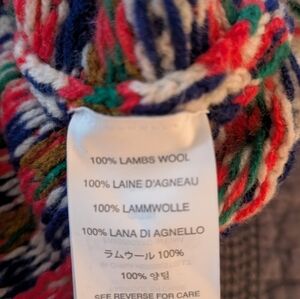 100% LAMBS WOOL
100% LAINE D'AGNEAU
100% LAMMWOLLE
100% LANA DI AGNELLO
ラムウール 100%
100% 양털
SEE REVERSE FOR CARE